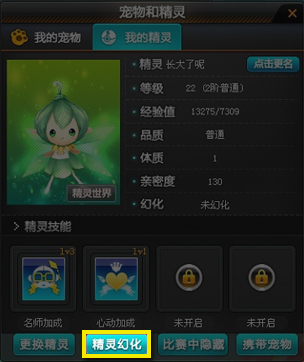 宠物和精灵
我的宠物 我的精灵
精灵 长大了呢 点击更名
等级 22 (2阶普通)
经验值 13275/7309
品质 普通
体质 1
亲密度 130
幻化 未幻化
精灵世界
精灵技能
lv3 lv1
名师加成 心动加成 未开启 未开启
更换精灵 精灵幻化 比赛中隐藏 携带宠物